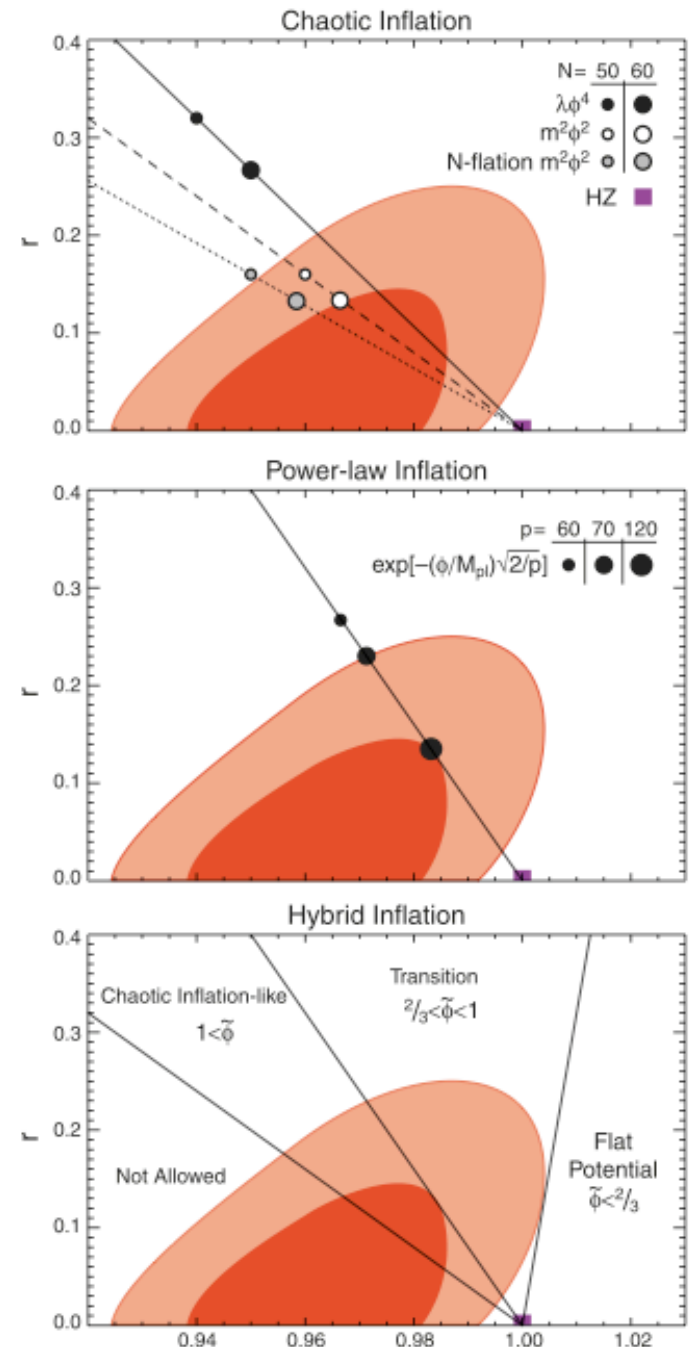 Chaotic Inflation
0.4
0.3
0.2
0.1
0.0
r
N= 50 60
λϕ⁴
m²ϕ²
N-flation m²ϕ²
HZ
Power-law Inflation
0.4
0.3
0.2
0.1
0.0
r
p= 60 70 120
exp[-(ϕ/Mpl)√2/p]
Hybrid Inflation
0.4
0.3
0.2
0.1
0.0
r
Transition
2/3<ϕ̃<1
Chaotic Inflation-like
1<ϕ̃
Not Allowed
Flat
Potential
ϕ̃<2/3
0.94 0.96 0.98 1.00 1.02